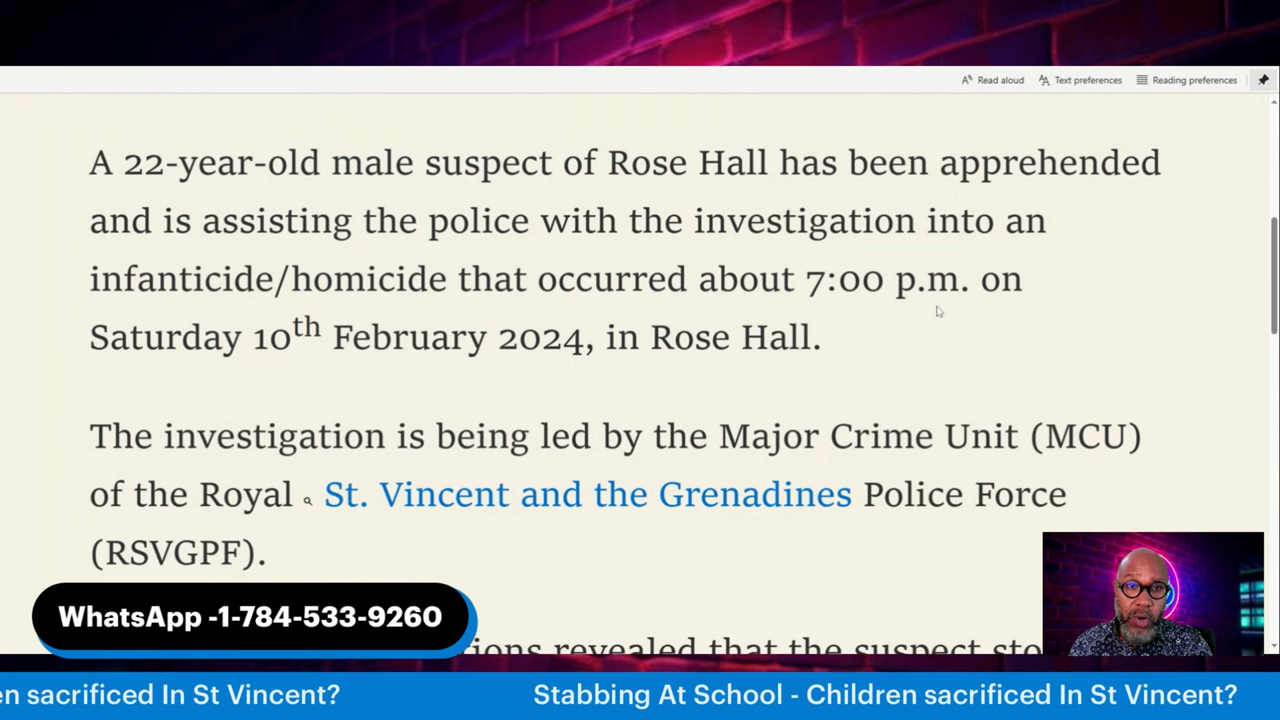 Read aloud Text preferences Reading preferences
A 22-year-old male suspect of Rose Hall has been apprehended
and is assisting the police with the investigation into an
infanticide/homicide that occurred about 7:00 p.m. on
Saturday 10th February 2024, in Rose Hall.
The investigation is being led by the Major Crime Unit (MCU)
of the Royal St. Vincent and the Grenadines Police Force
(RSVGPF).
revealed that the suspect
WhatsApp -1-784-533-9260
sacrificed In St Vincent? Stabbing At School - Children sacrificed In St Vincent?